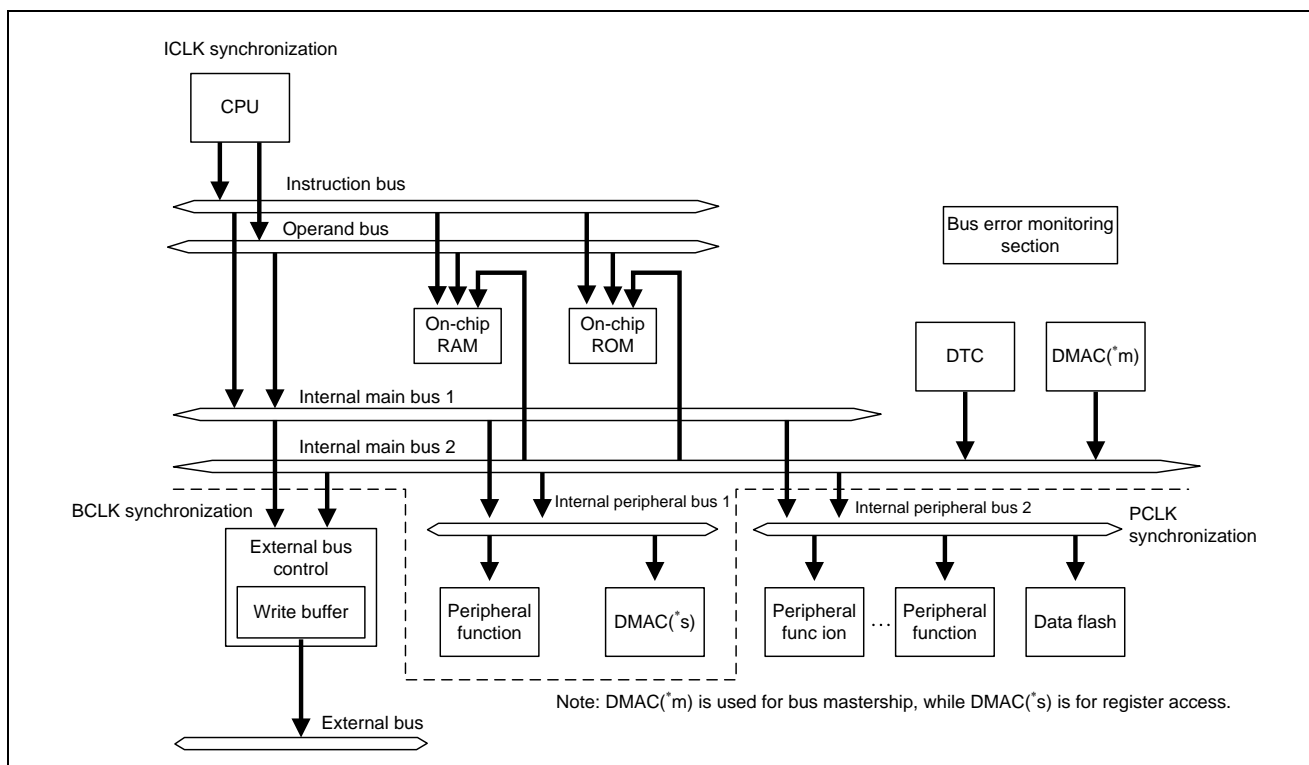 ICLK synchronization
CPU
Instruction bus
Operand bus
Bus error monitoring
section
On-chip
RAM
On-chip
ROM
DTC
DMAC(*m)
Internal main bus 1
Internal main bus 2
BCLK synchronization
Internal peripheral bus 1
Internal peripheral bus 2
PCLK
synchronization
External bus
control
Write buffer
Peripheral
function
DMAC(*s)
Peripheral
func ion
...
Peripheral
function
Data flash
Note: DMAC(*m) is used for bus mastership, while DMAC(*s) is for register access.
External bus